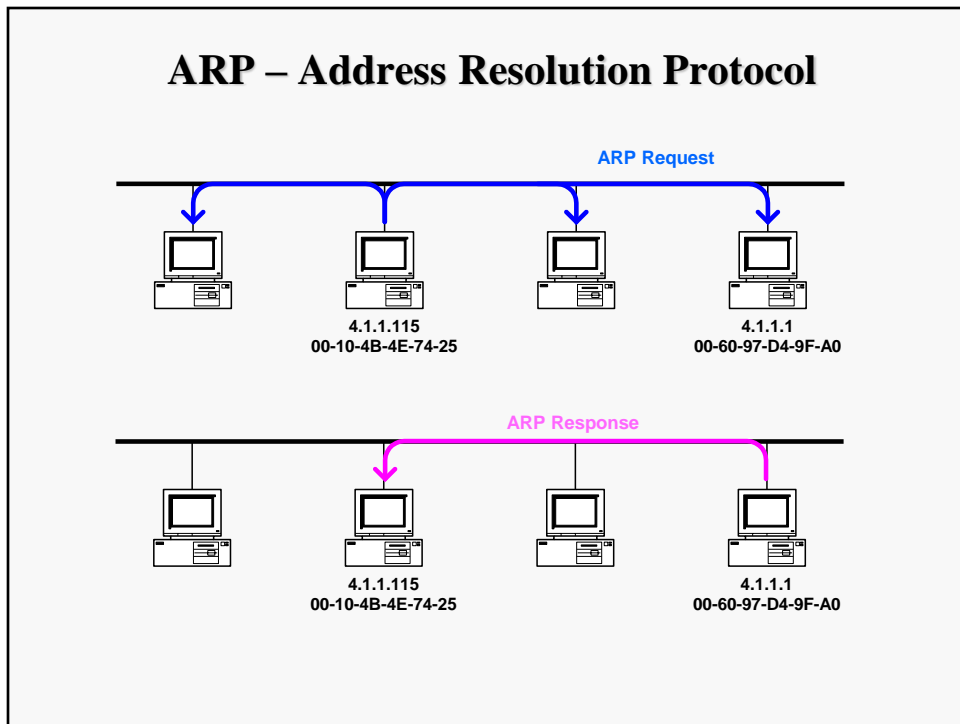 ARP – Address Resolution Protocol
ARP Request
4.1.1.115
00-10-4B-4E-74-25
4.1.1.1
00-60-97-D4-9F-A0
ARP Response
4.1.1.115
00-10-4B-4E-74-25
4.1.1.1
00-60-97-D4-9F-A0